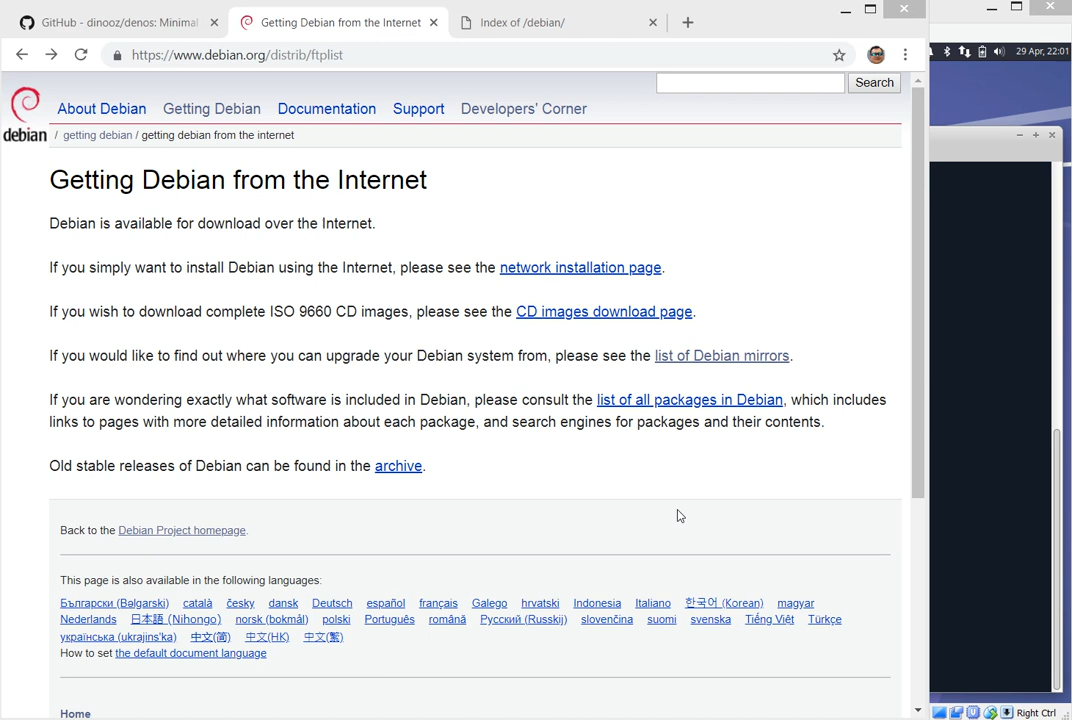 GitHub - dinooz/denos: Minimal
Getting Debian from the Internet
Index of /debian/
https://www.debian.org/distrib/ftplist
29 Apr, 22:01
Search
debian
About Debian Getting Debian Documentation Support Developers' Corner
/ getting debian / getting debian from the internet
Getting Debian from the Internet
Debian is available for download over the Internet.
If you simply want to install Debian using the Internet, please see the network installation page.
If you wish to download complete ISO 9660 CD images, please see the CD images download page.
If you would like to find out where you can upgrade your Debian system from, please see the list of Debian mirrors.
If you are wondering exactly what software is included in Debian, please consult the list of all packages in Debian, which includes
links to pages with more detailed information about each package, and search engines for packages and their contents.
Old stable releases of Debian can be found in the archive.
Back to the Debian Project homepage.
This page is also available in the following languages:
Български (Bəlgarski) català česky dansk Deutsch español français Galego hrvatski Indonesia Italiano 한국어 (Korean) magyar
Nederlands 日本語 (Nihongo) norsk (bokmål) polski Português română Русский (Russkij) slovenčina suomi svenska Tiếng Việt Türkçe
українська (ukrajins'ka) 中文(简) 中文(HK) 中文(繁)
How to set the default document language
Home
Right Ctrl